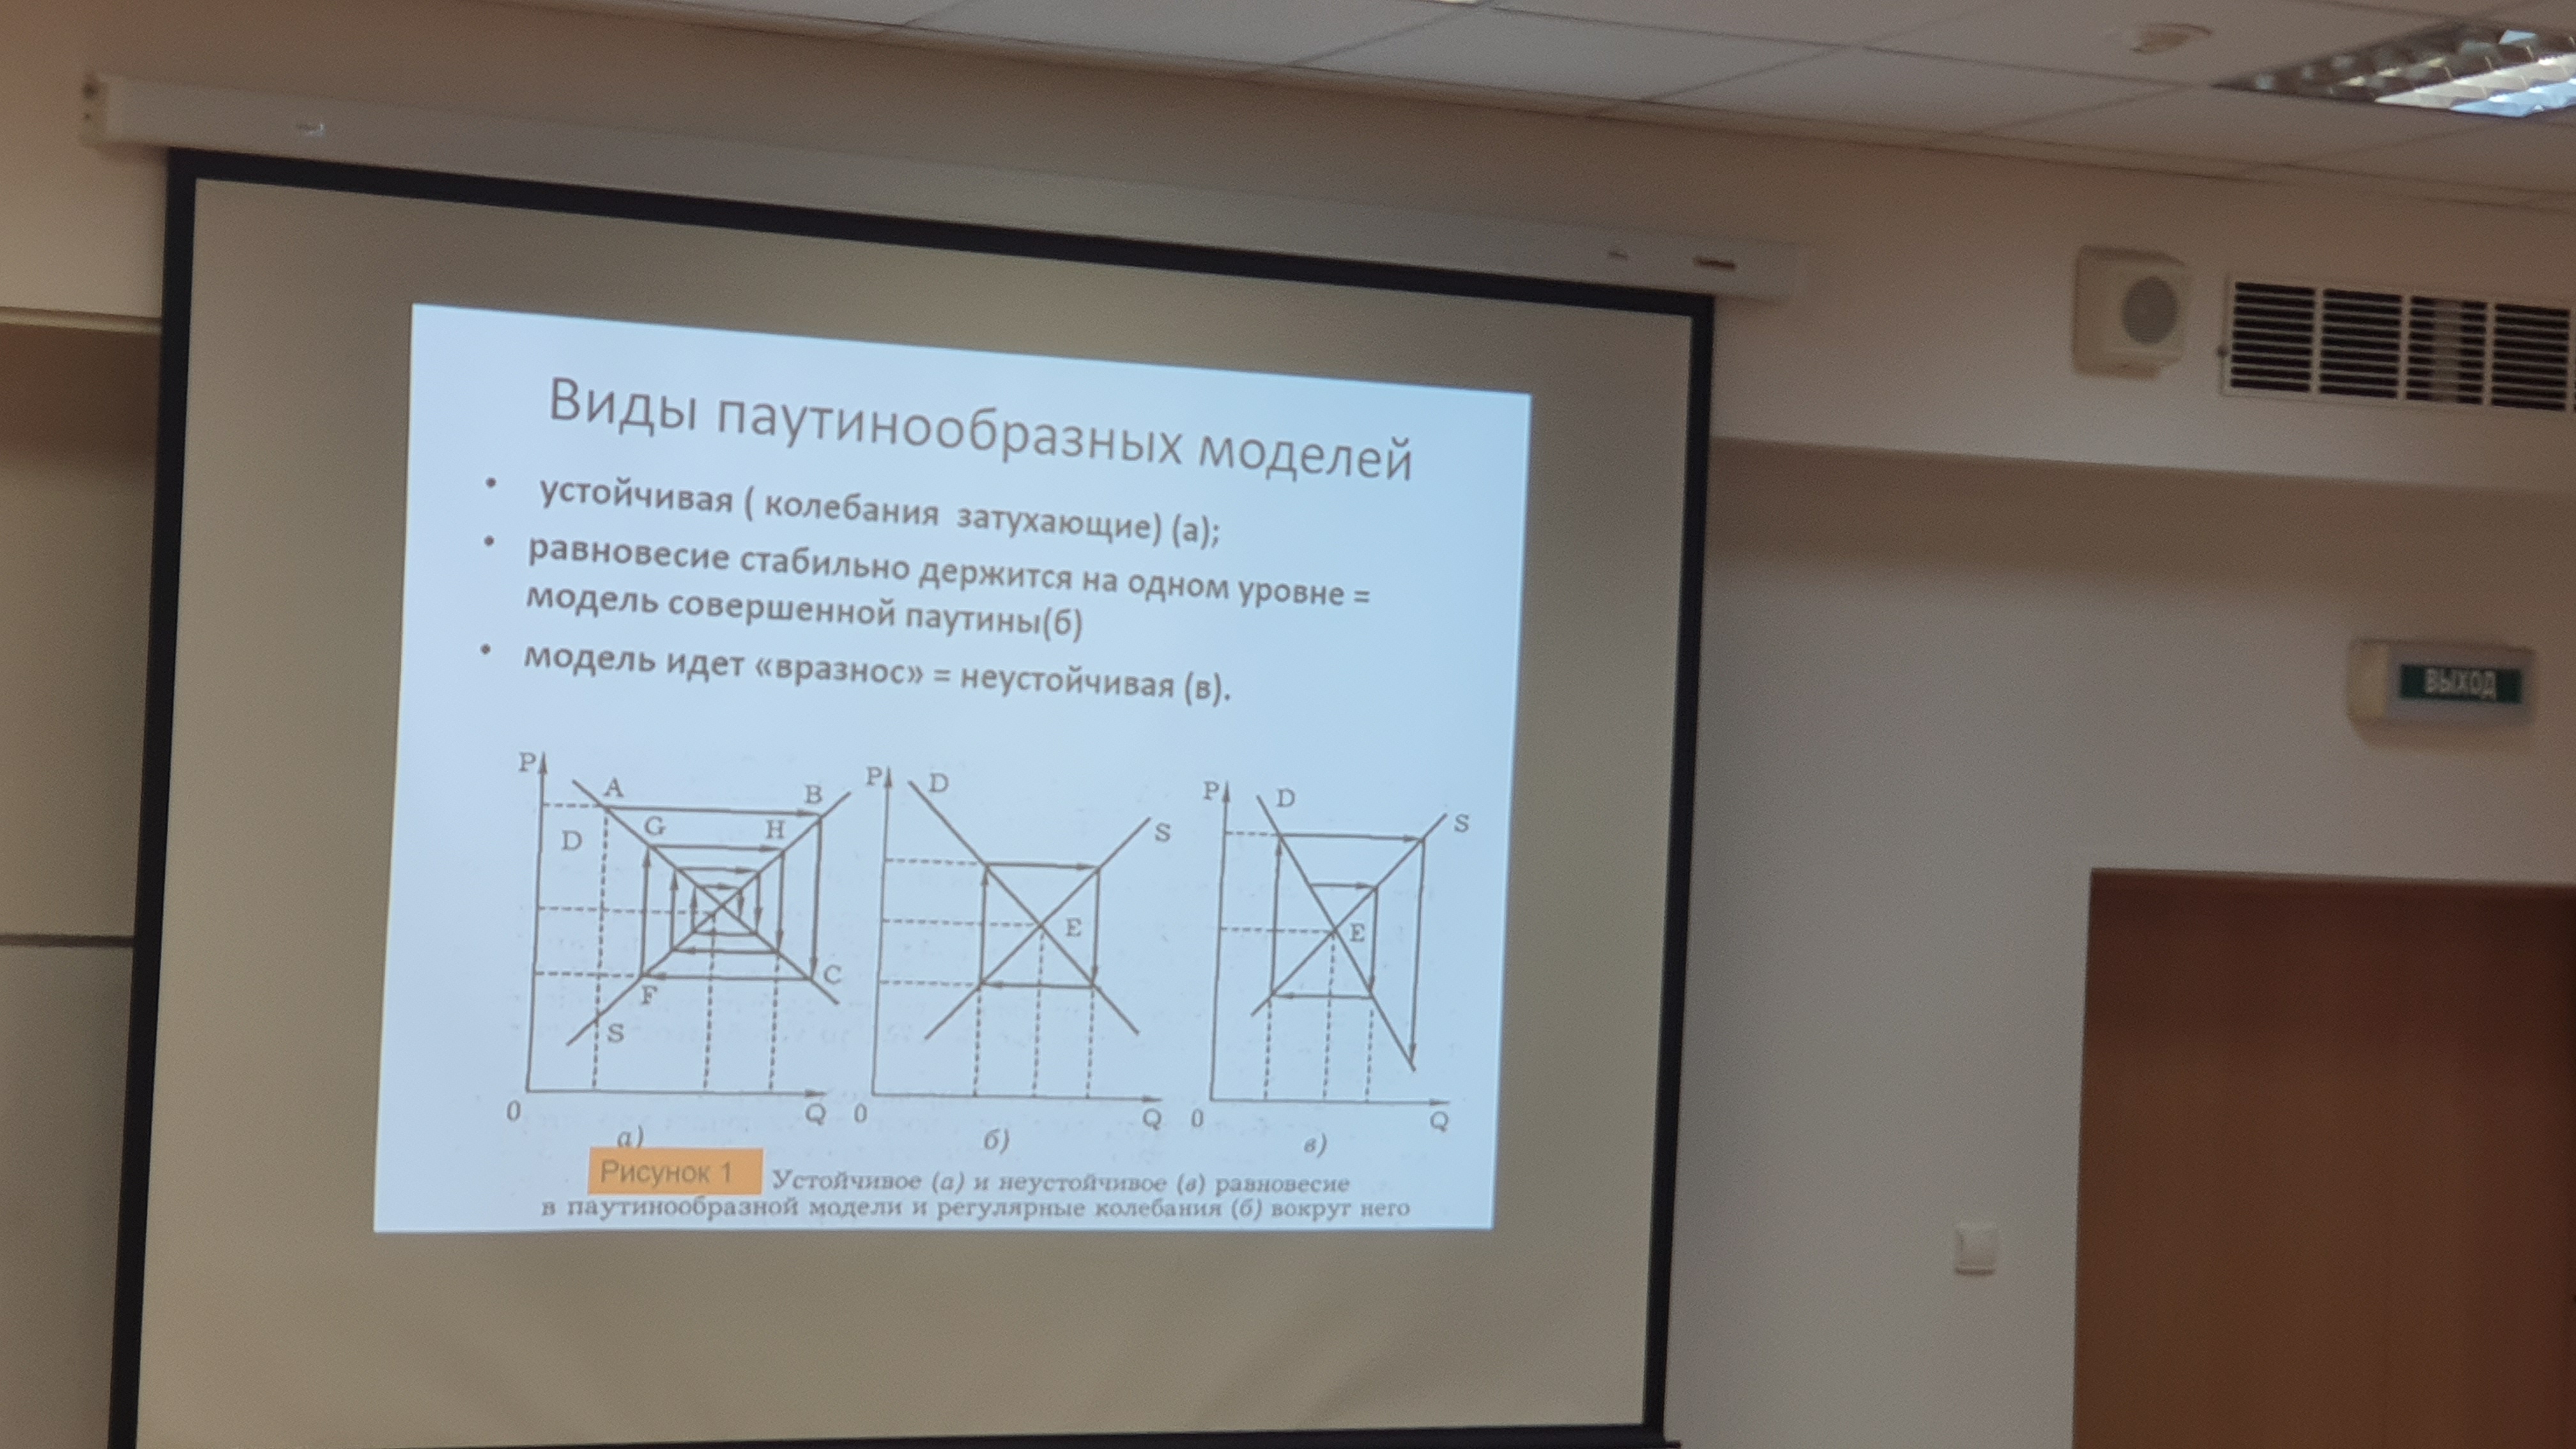 Виды паутинообразных моделей
• устойчивая ( колебания затухающие) (а);
• равновесие стабильно держится на одном уровне =
модель совершенной паутины(б)
• модель идет «вразнос» = неустойчивая (в).
P A B
D G H
F C
S
0 Q
а)
P D
S
E
0 Q
б)
P D
S
E
0 Q
в)
Рисунок 1 Устойчивое (а) и неустойчивое (в) равновесие
в паутинообразной модели и регулярные колебания (б) вокруг него
ВЫХОД